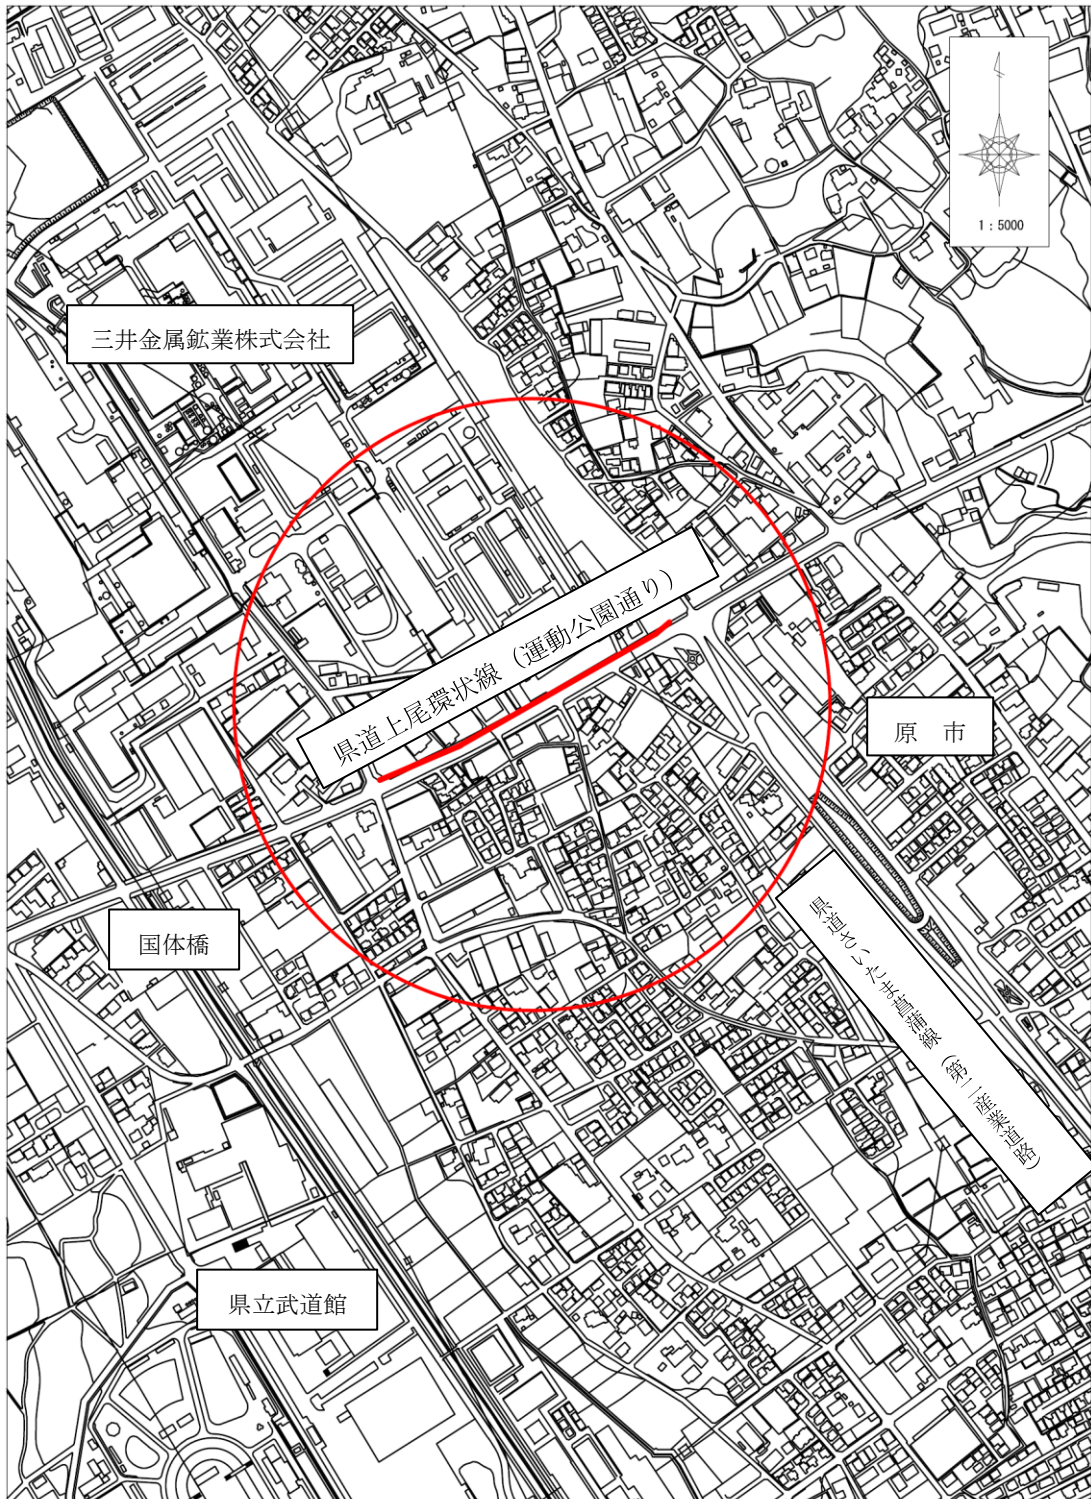 1：5000
三井金属鉱業株式会社
県道上尾環状線（運動公園通り）
原　市
国体橋
県道さいたま菖蒲線（第二産業道路）
県立武道館